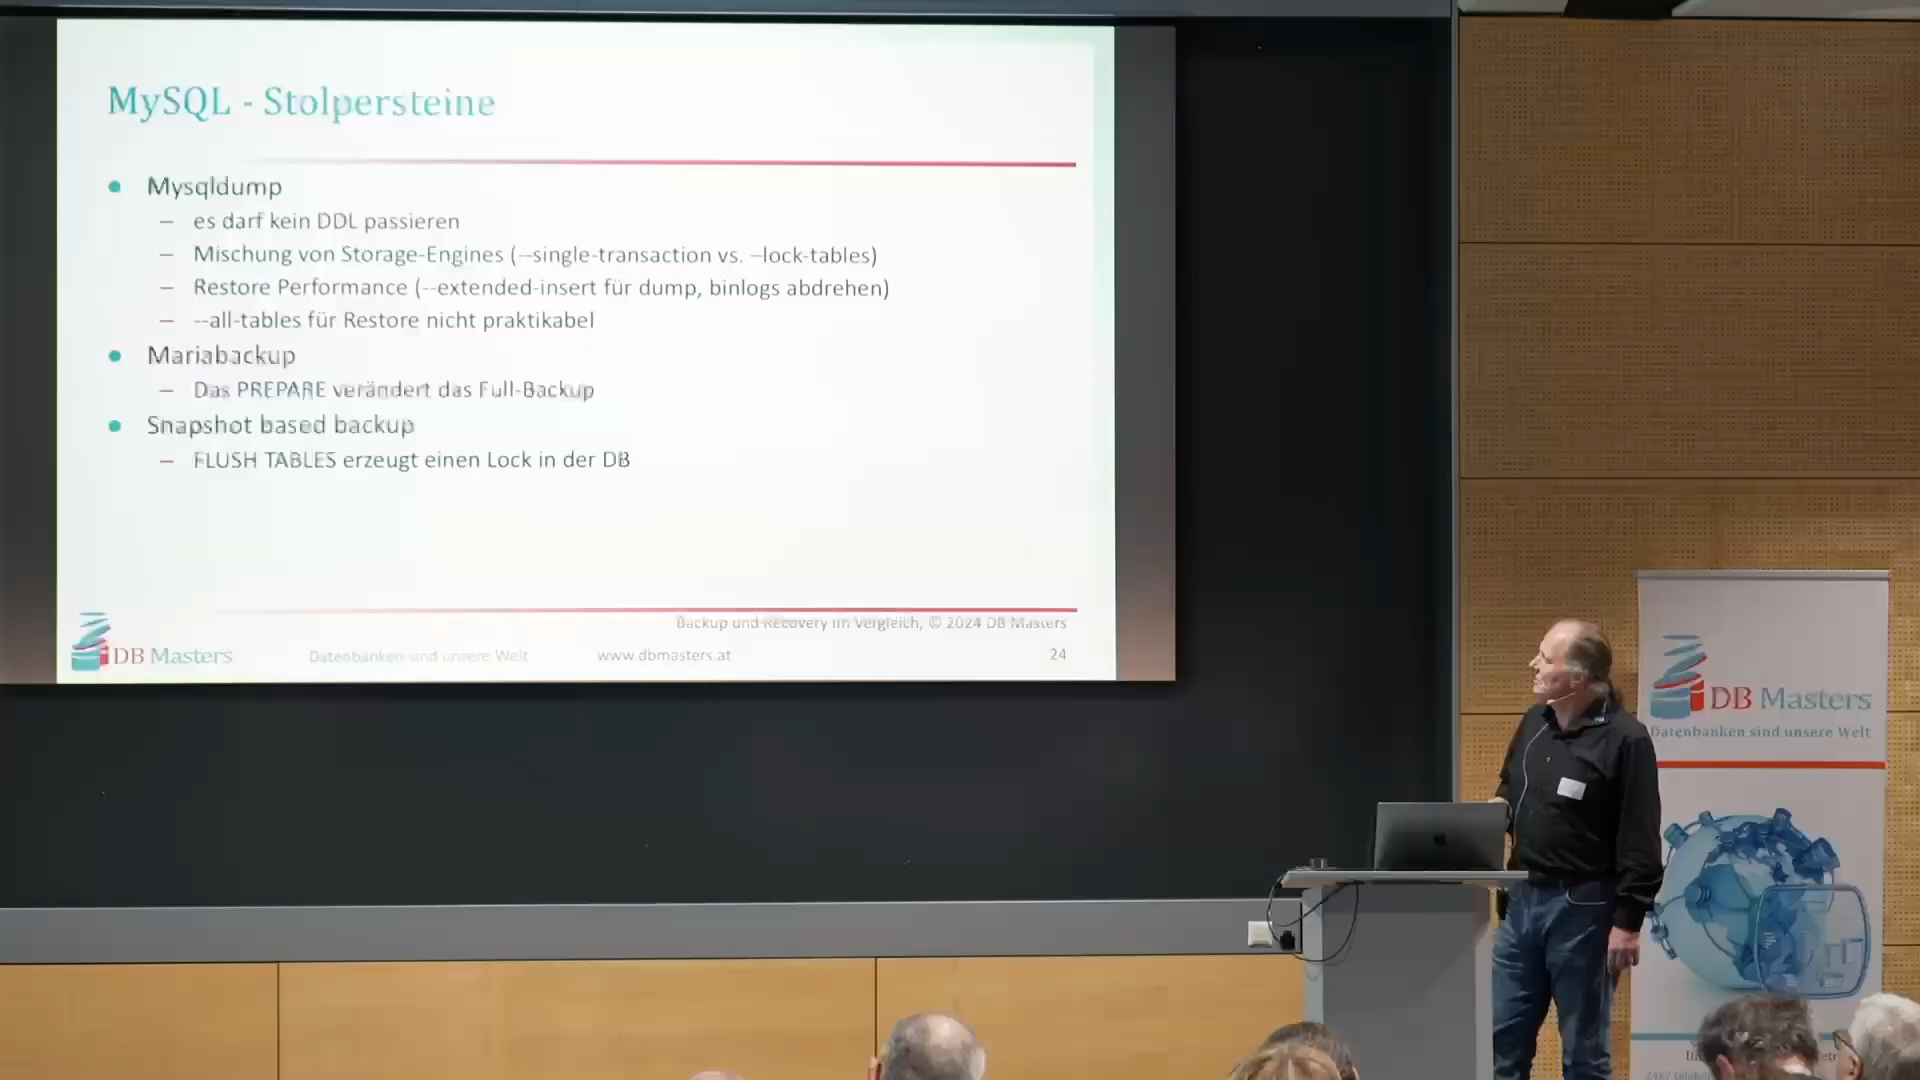 MySQL - Stolpersteine
Mysqldump
– es darf kein DDL passieren
– Mischung von Storage-Engines (--single-transaction vs. –lock-tables)
– Restore Performance (--extended-insert für dump, binlogs abdrehen)
– --all-tables für Restore nicht praktikabel
Mariabackup
– Das PREPARE verändert das Full-Backup
Snapshot based backup
– FLUSH TABLES erzeugt einen Lock in der DB
Backup und Recovery im Vergleich, © 2024 DB Masters
DB Masters
Datenbanken sind unsere Welt
www.dbmasters.at
24
DB Masters
Datenbanken sind unsere Welt